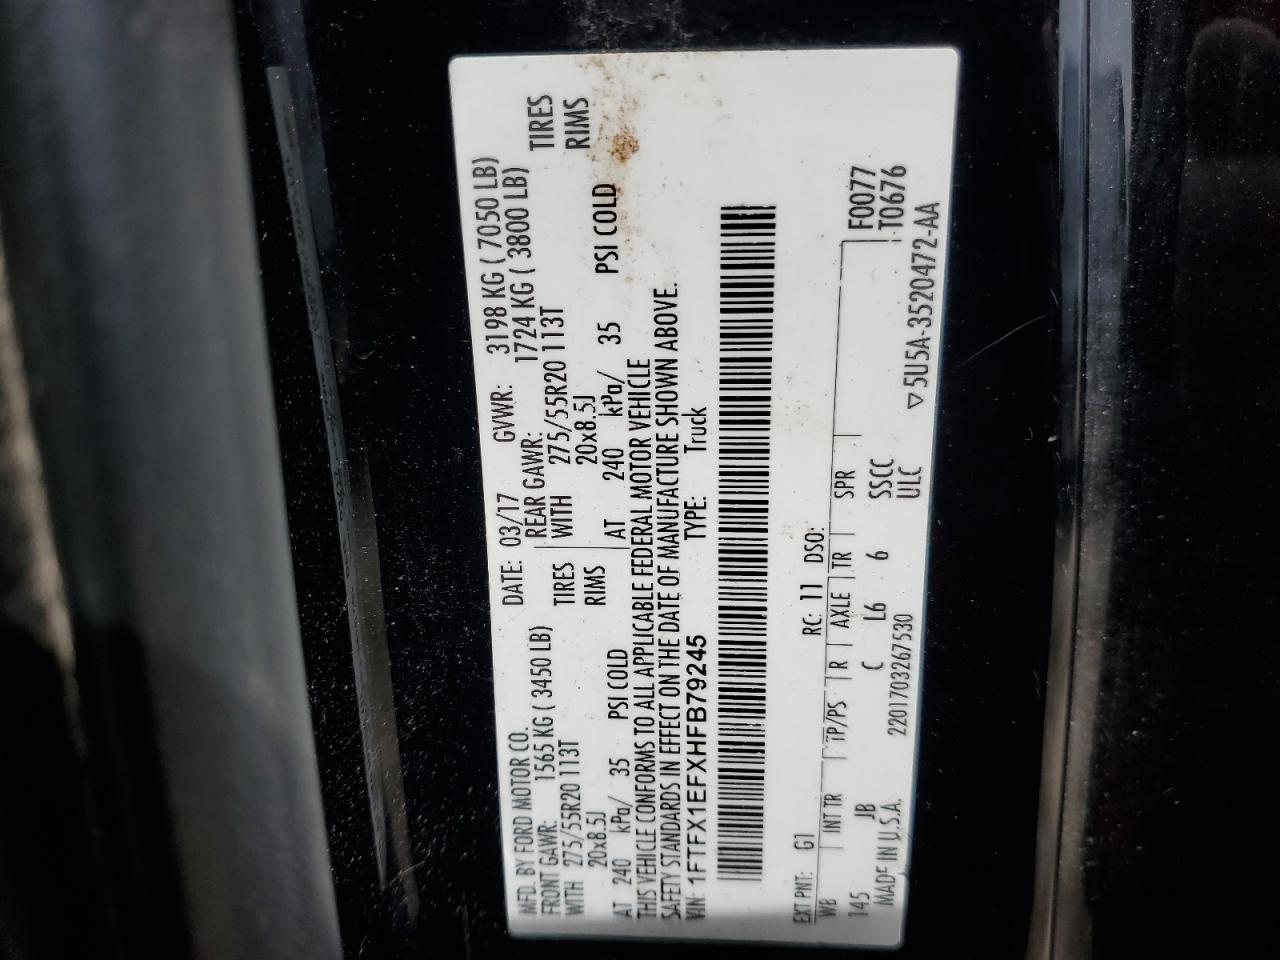 MFD. BY FORD MOTOR CO.
DATE: 03/17 GVWR: 3198 KG ( 7050 LB)
FRONT GAWR: 1565 KG ( 3450 LB) REAR GAWR: 1724 KG ( 3800 LB)
WITH 275/55R20 113T TIRES WITH 275/55R20 113T TIRES
20x8.5J RIMS 20x8.5J RIMS
AT 240 kPa/ 35 PSI COLD AT 240 kPa/ 35 PSI COLD
THIS VEHICLE CONFORMS TO ALL APPLICABLE FEDERAL MOTOR VEHICLE
SAFETY STANDARDS IN EFFECT ON THE DATE OF MANUFACTURE SHOWN ABOVE.
VIN: 1FTFX1EFXHFB79245 TYPE: Truck
EXT PNT: G1 RC: 11 DSO:
WB INT TR TP/PS R AXLE TR SPR F0077
145 JB C L6 6 SSCC T0676
MADE IN U.S.A. 2201703267530 ULC
▽5U5A-3520472-AA